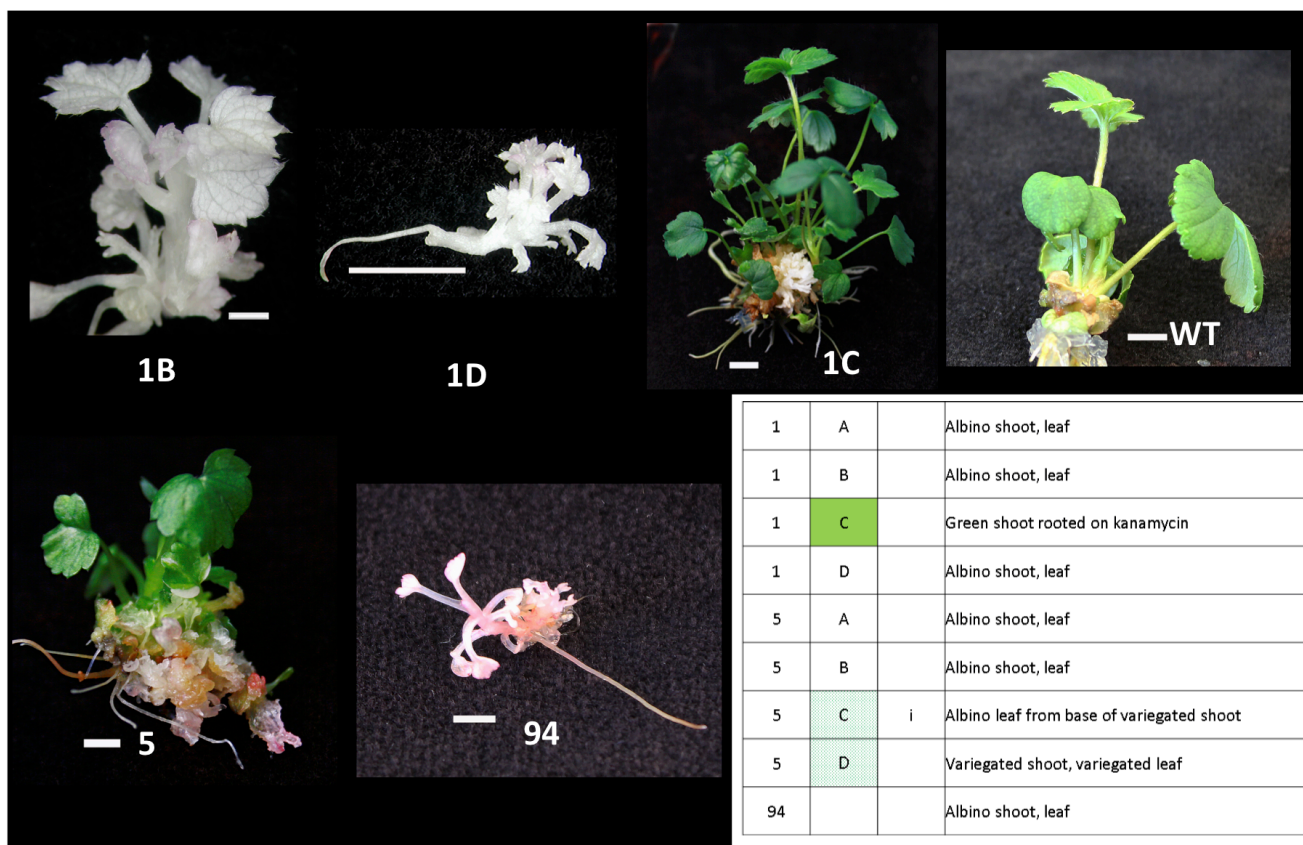 1B
1D
1C
WT
5
94
1 A Albino shoot, leaf
1 B Albino shoot, leaf
1 C Green shoot rooted on kanamycin
1 D Albino shoot, leaf
5 A Albino shoot, leaf
5 B Albino shoot, leaf
5 C i Albino leaf from base of variegated shoot
5 D Variegated shoot, variegated leaf
94 Albino shoot, leaf